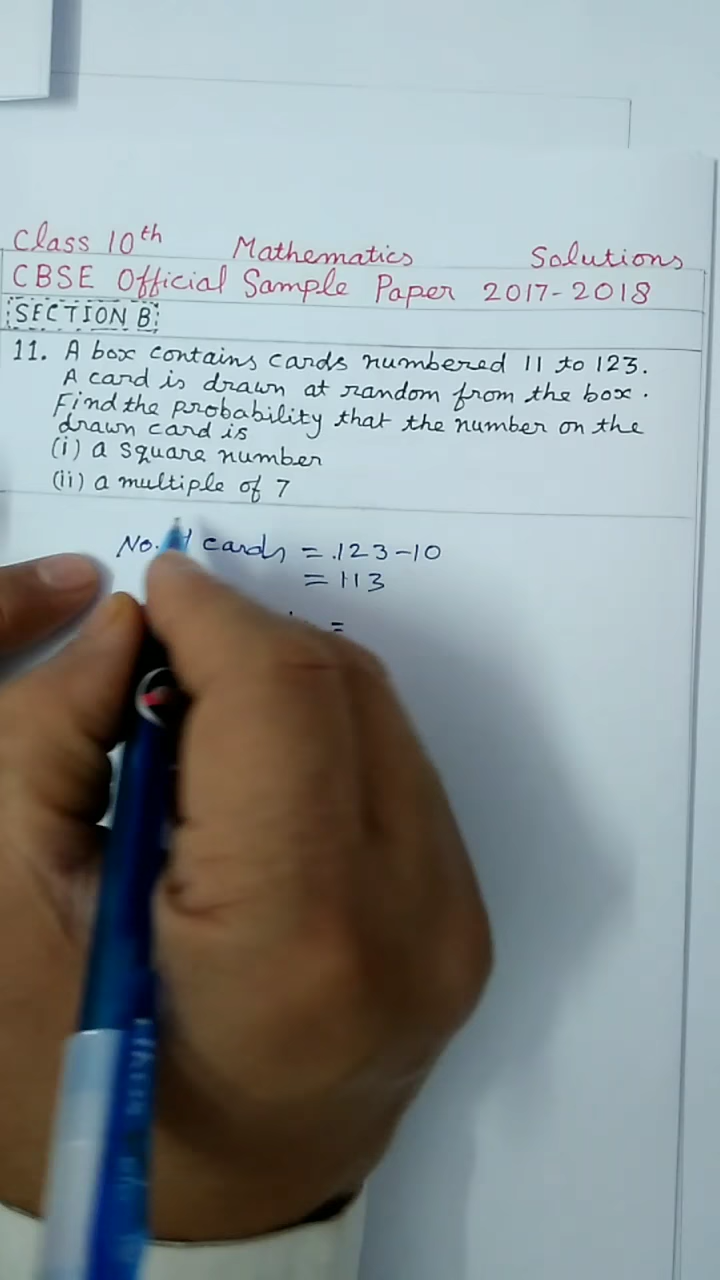 Class 10th Mathematics Solutions
CBSE Official Sample Paper 2017-2018
SECTION B
11. A box contains cards numbered 11 to 123.
A card is drawn at random from the box.
Find the probability that the number on the
drawn card is
(i) a square number
(ii) a multiple of 7
No. cards = 123-10
= 113
=